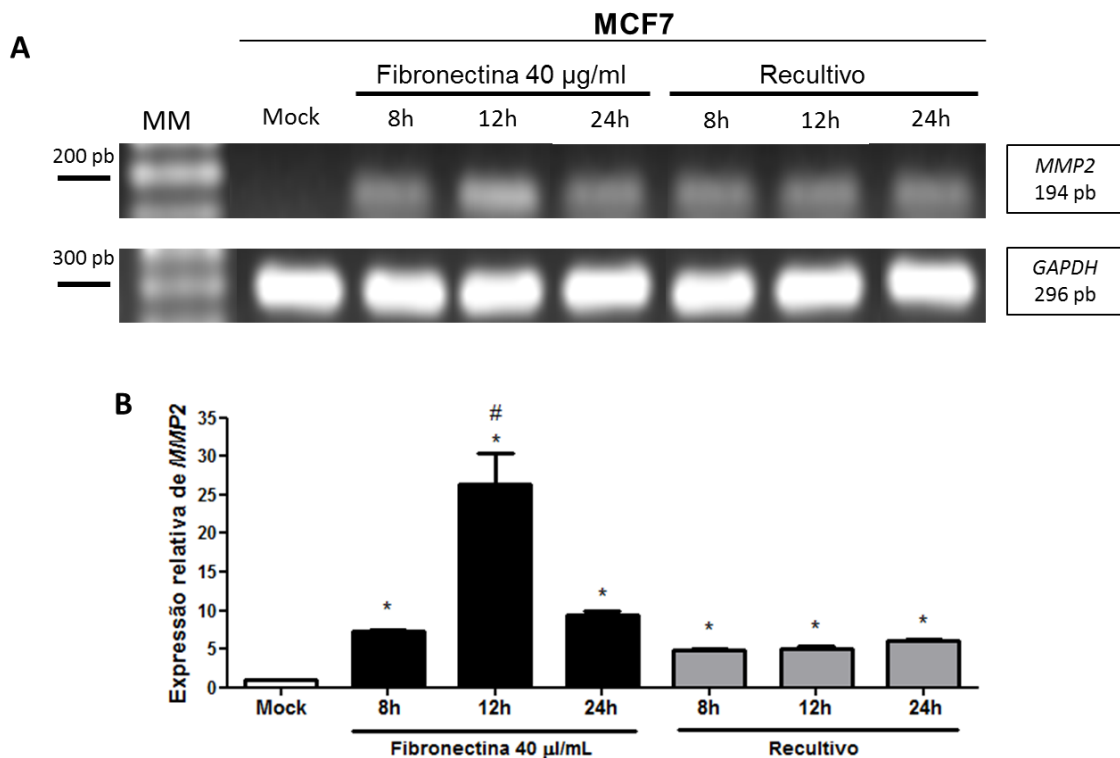 MCF7
A
Fibronectina 40 µg/ml Recultivo
MM Mock 8h 12h 24h 8h 12h 24h
200 pb
MMP2
194 pb
300 pb
GAPDH
296 pb
B
Expressão relativa de MMP2
35
30
25
20
15
10
5
0
#
*
*
*
*
*
*
Mock 8h 12h 24h 8h 12h 24h
Fibronectina 40 µl/mL Recultivo